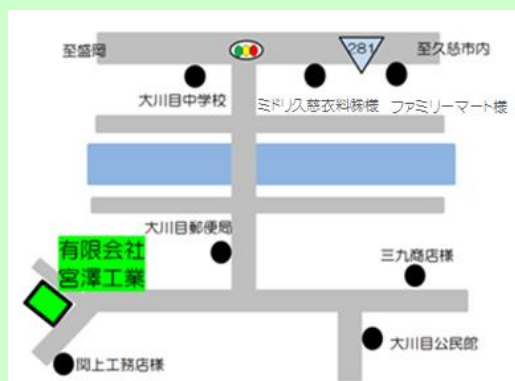 至盛岡
281
至久慈市内
大川目中学校
ミドリ久慈衣料㈱様
ファミリーマート様
大川目郵便局
有限会社
宮澤工業
三九商店様
大川目公民館
関上工務店様